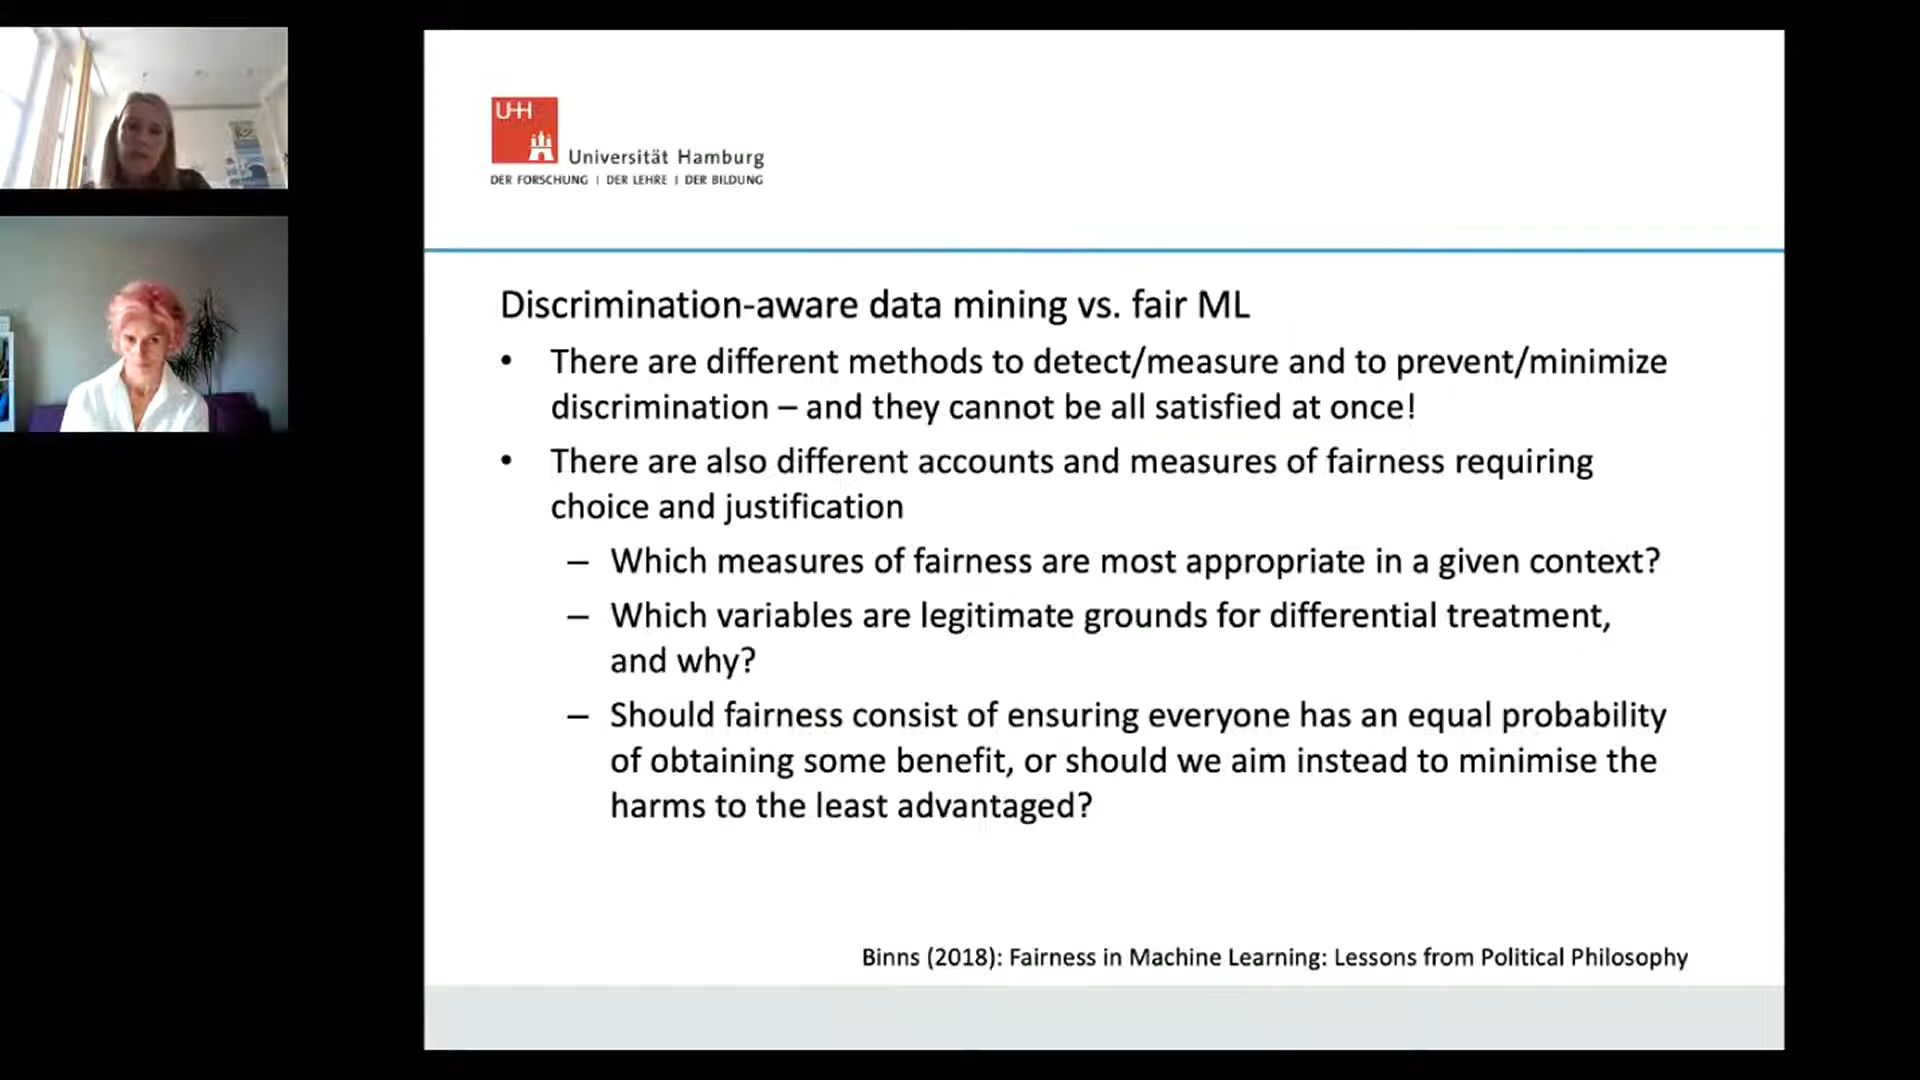 UH
Universität Hamburg
DER FORSCHUNG | DER LEHRE | DER BILDUNG
Discrimination-aware data mining vs. fair ML
• There are different methods to detect/measure and to prevent/minimize
discrimination – and they cannot be all satisfied at once!
• There are also different accounts and measures of fairness requiring
choice and justification
– Which measures of fairness are most appropriate in a given context?
– Which variables are legitimate grounds for differential treatment,
and why?
– Should fairness consist of ensuring everyone has an equal probability
of obtaining some benefit, or should we aim instead to minimise the
harms to the least advantaged?
Binns (2018): Fairness in Machine Learning: Lessons from Political Philosophy